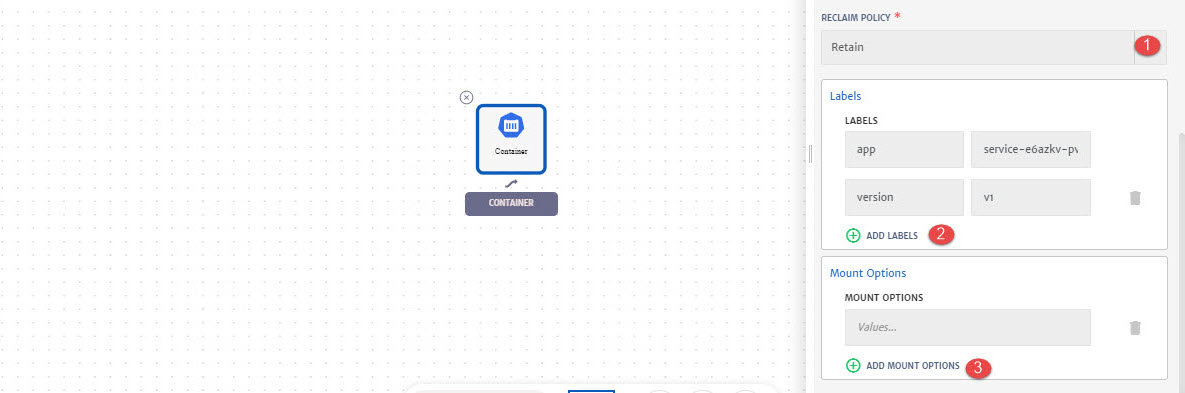 RECLAIM POLICY *
Retain
1
Labels
LABELS
app
service-e6azkv-pv
version
v1
ADD LABELS
2
Mount Options
MOUNT OPTIONS
Values...
ADD MOUNT OPTIONS
3
Container
CONTAINER